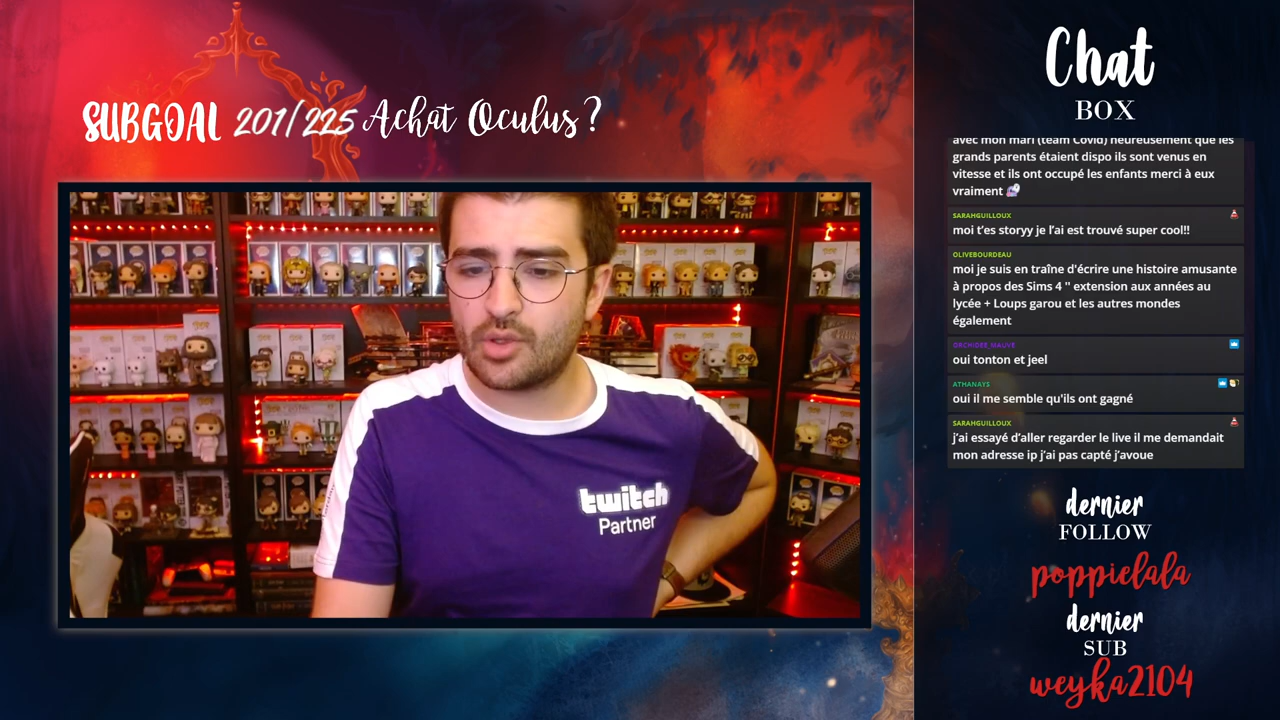 SUBGOAL 201/225 Achat Oculus?
twitch
Partner
Chat
BOX
avec mon mari (team Covid) heureusement que les
grands parents étaient dispo ils sont venus en
vitesse et ils ont occupé les enfants merci à eux
vraiment
SARAHGUILLOUX
moi t'es storyy je l'ai est trouvé super cool!!
OLIVEBOURDEAU
moi je suis en traîne d'écrire une histoire amusante
à propos des Sims 4 " extension aux années au
lycée + Loups garou et les autres mondes
également
ORCHIDEE_MAUVE
oui tonton et jeel
ATHANAYS
oui il me semble qu'ils ont gagné
SARAHGUILLOUX
j'ai essayé d'aller regarder le live il me demandait
mon adresse ip j'ai pas capté j'avoue
dernier
FOLLOW
poppielala
dernier
SUB
weyka2104